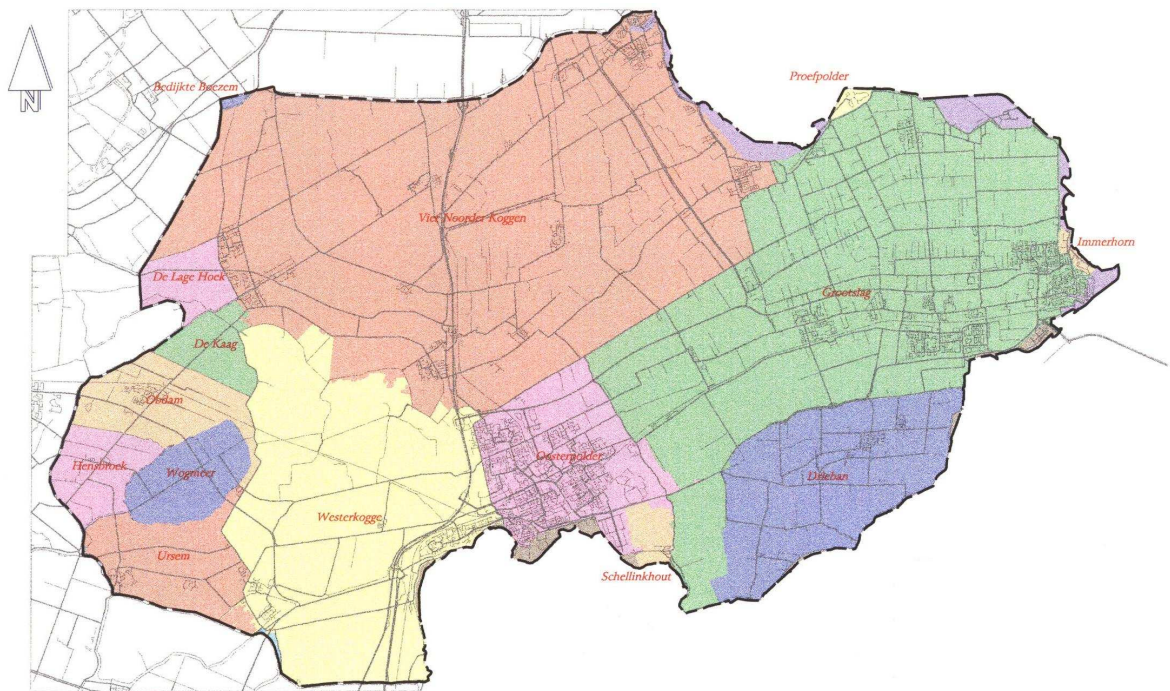 Proefpolder
Bedijkte Boezem
N
Vier Noorder Koggen
Immerhorn
De Lage Hoek
Grootslag
De Kaag
Obdam
Oosterpolder
Hensbroek
Wogmeer
Drieban
Westerkogge
Ursem
Schellinkhout